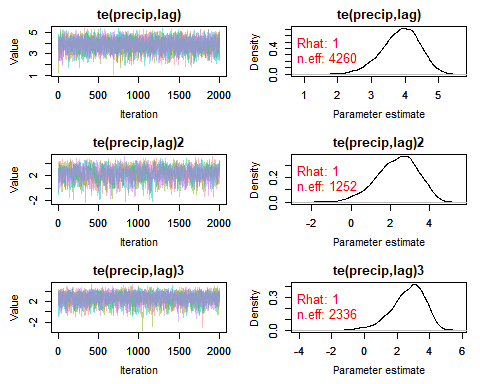 te(precip,lag)
Value
5
3
1
0 500 1000 1500 2000
Iteration
te(precip,lag)
Density
0.4
0.0
Rhat: 1
n.eff: 4260
1 2 3 4 5
Parameter estimate
te(precip,lag)2
Value
2
-2
0 500 1000 1500 2000
Iteration
te(precip,lag)2
Density
0.2
0.0
Rhat: 1
n.eff: 1252
-2 0 2 4
Parameter estimate
te(precip,lag)3
Value
2
-2
0 500 1000 1500 2000
Iteration
te(precip,lag)3
Density
0.3
0.0
Rhat: 1
n.eff: 2336
-4 -2 0 2 4 6
Parameter estimate